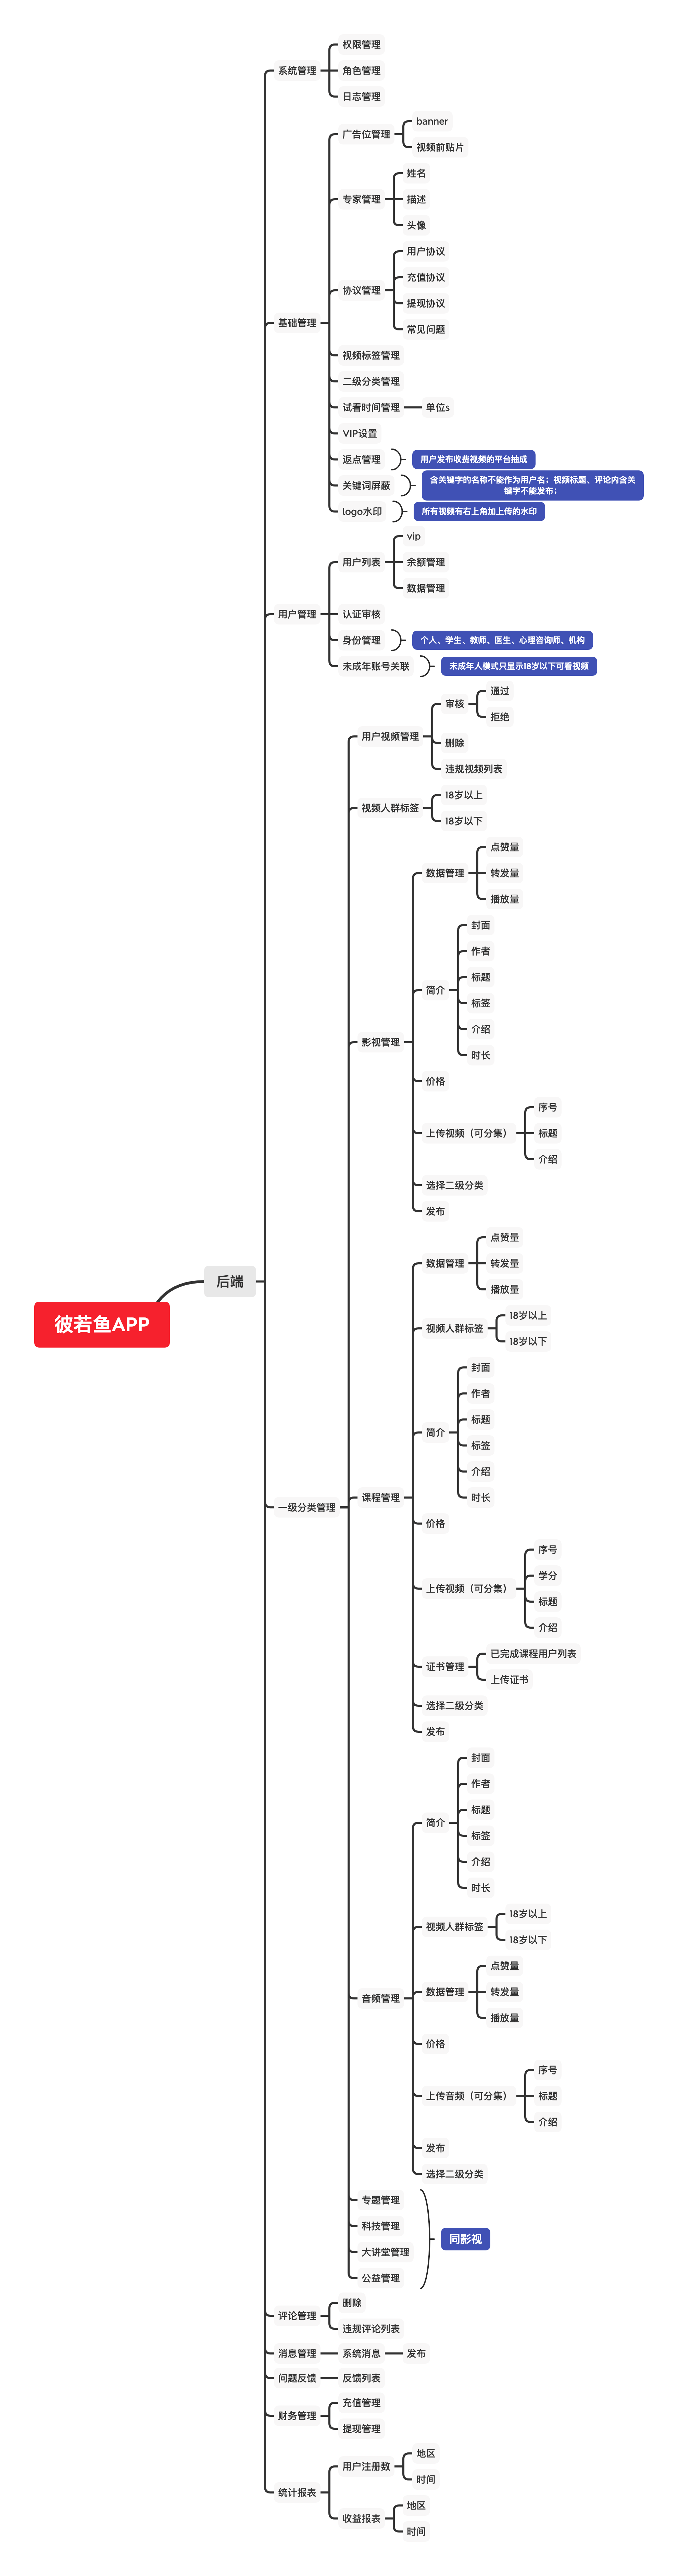 彼若鱼APP
后端
系统管理
权限管理
角色管理
日志管理
基础管理
广告位管理
banner
视频前贴片
专家管理
姓名
描述
头像
协议管理
用户协议
充值协议
提现协议
常见问题
视频标签管理
二级分类管理
试看时间管理
单位s
VIP设置
返点管理
用户发布收费视频的平台抽成
关键词屏蔽
含关键字的名称不能作为用户名；视频标题、评论内含关
键字不能发布；
logo水印
所有视频有右上角加上传的水印
用户管理
用户列表
vip
余额管理
数据管理
认证审核
身份管理
个人、学生、教师、医生、心理咨询师、机构
未成年账号关联
未成年人模式只显示18岁以下可看视频
一级分类管理
用户视频管理
审核
通过
拒绝
删除
违规视频列表
视频人群标签
18岁以上
18岁以下
影视管理
数据管理
点赞量
转发量
播放量
简介
封面
作者
标题
标签
介绍
时长
价格
上传视频（可分集）
序号
标题
介绍
选择二级分类
发布
课程管理
数据管理
点赞量
转发量
播放量
视频人群标签
18岁以上
18岁以下
简介
封面
作者
标题
标签
介绍
时长
价格
上传视频（可分集）
序号
学分
标题
介绍
证书管理
已完成课程用户列表
上传证书
选择二级分类
发布
音频管理
简介
封面
作者
标题
标签
介绍
时长
视频人群标签
18岁以上
18岁以下
数据管理
点赞量
转发量
播放量
价格
上传音频（可分集）
序号
标题
介绍
发布
选择二级分类
专题管理
科技管理
大讲堂管理
公益管理
同影视
评论管理
删除
违规评论列表
消息管理
系统消息
发布
问题反馈
反馈列表
财务管理
充值管理
提现管理
统计报表
用户注册数
地区
时间
收益报表
地区
时间